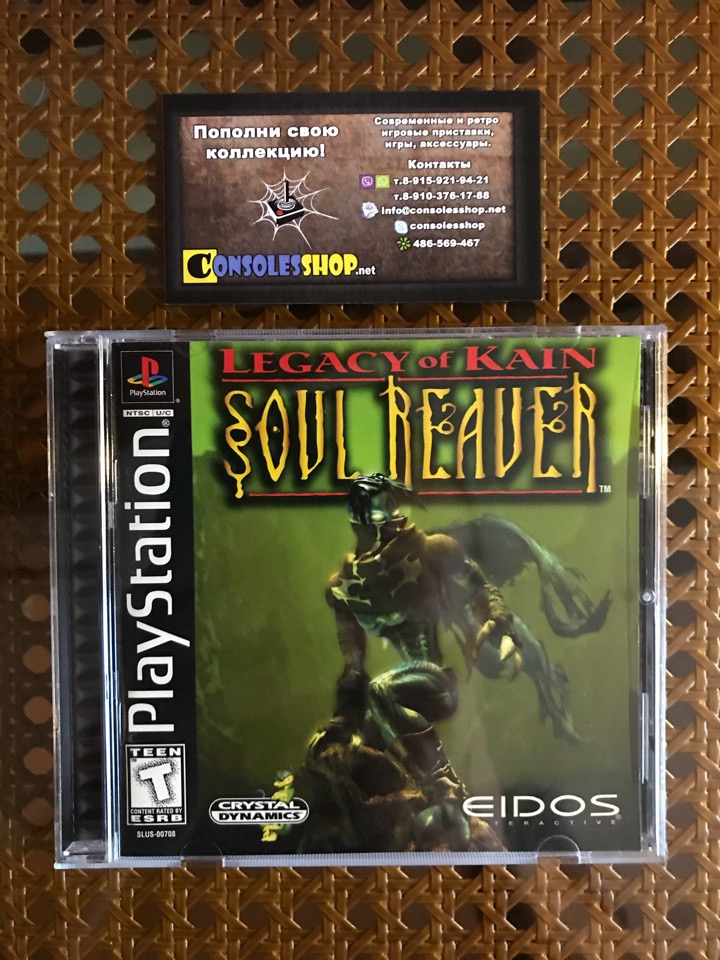 Пополни свою
коллекцию!
Современные и ретро
игровые приставки,
игры, аксессуары.
Контакты
т.8-915-921-94-21
т.8-910-376-17-88
info@consolesshop.net
consolesshop
486-569-467
CONSOLESSHOP.net
PlayStation
NTSC U/C
PlayStation®
LEGACY of KAIN
SOUL REAVER™
TEEN
T
CONTENT RATED BY
ESRB
SLUS-00708
CRYSTAL
DYNAMICS
EIDOS
INTERACTIVE